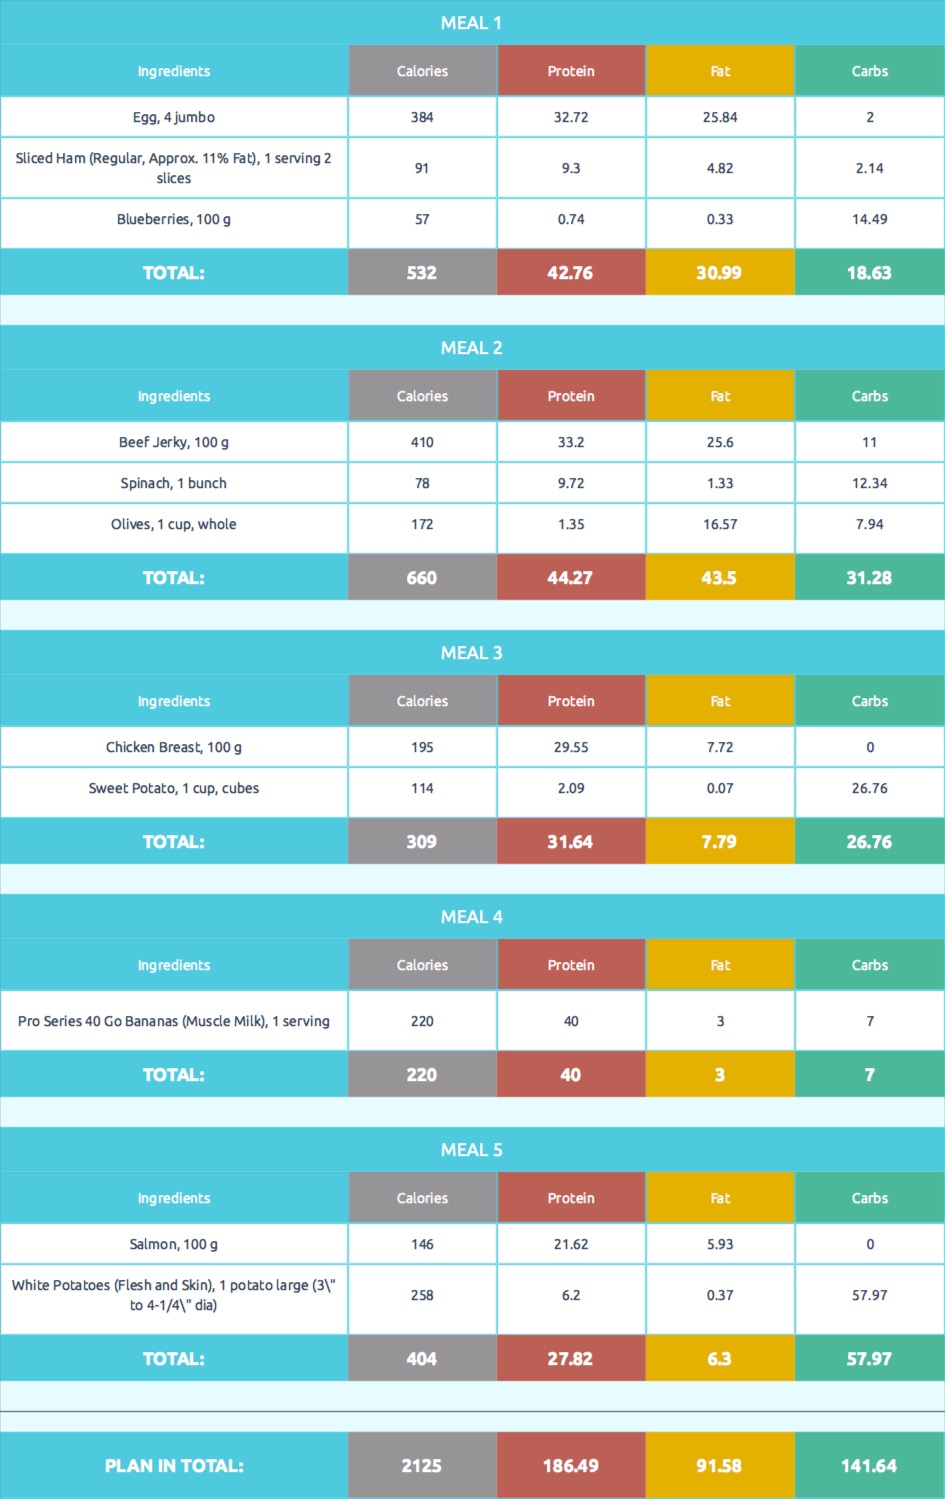 MEAL 1
Ingredients Calories Protein Fat Carbs
Egg, 4 jumbo 384 32.72 25.84 2
Sliced Ham (Regular, Approx. 11% Fat), 1 serving 2
slices 91 9.3 4.82 2.14
Blueberries, 100 g 57 0.74 0.33 14.49
TOTAL: 532 42.76 30.99 18.63
MEAL 2
Ingredients Calories Protein Fat Carbs
Beef Jerky, 100 g 410 33.2 25.6 11
Spinach, 1 bunch 78 9.72 1.33 12.34
Olives, 1 cup, whole 172 1.35 16.57 7.94
TOTAL: 660 44.27 43.5 31.28
MEAL 3
Ingredients Calories Protein Fat Carbs
Chicken Breast, 100 g 195 29.55 7.72 0
Sweet Potato, 1 cup, cubes 114 2.09 0.07 26.76
TOTAL: 309 31.64 7.79 26.76
MEAL 4
Ingredients Calories Protein Fat Carbs
Pro Series 40 Go Bananas (Muscle Milk), 1 serving 220 40 3 7
TOTAL: 220 40 3 7
MEAL 5
Ingredients Calories Protein Fat Carbs
Salmon, 100 g 146 21.62 5.93 0
White Potatoes (Flesh and Skin), 1 potato large (3\"
to 4-1/4\" dia) 258 6.2 0.37 57.97
TOTAL: 404 27.82 6.3 57.97
PLAN IN TOTAL: 2125 186.49 91.58 141.64